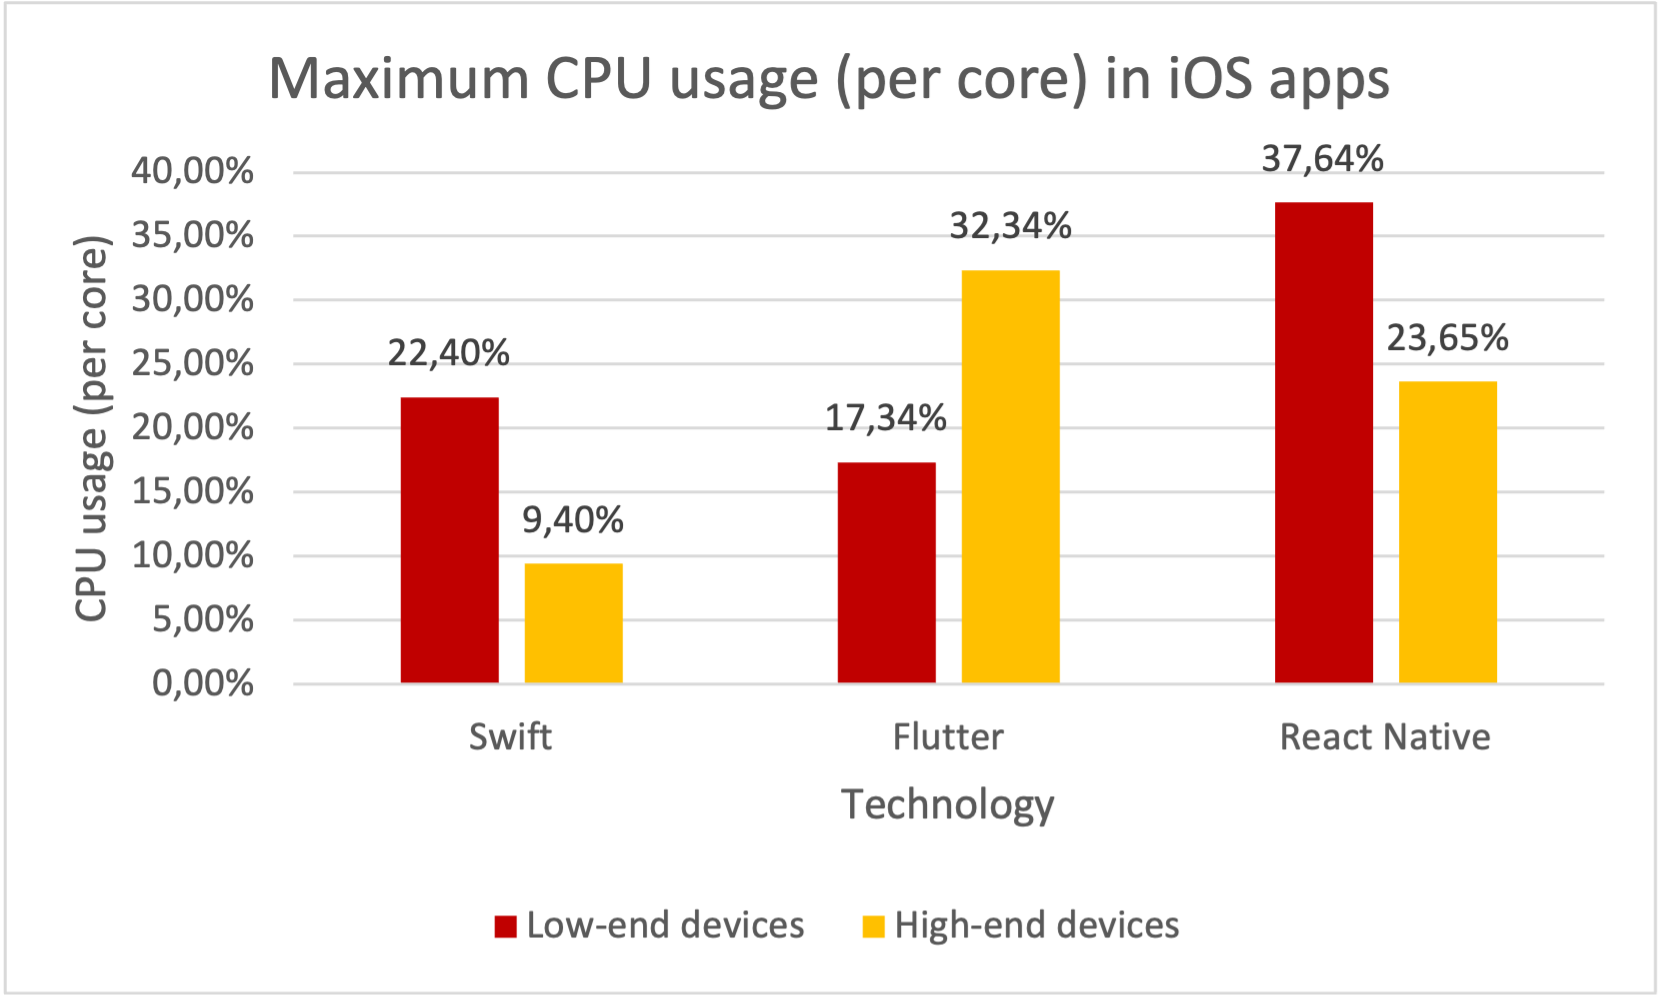 Maximum CPU usage (per core) in iOS apps
CPU usage (per core)
40,00%
35,00%
30,00%
25,00%
20,00%
15,00%
10,00%
5,00%
0,00%
22,40%
9,40%
17,34%
32,34%
37,64%
23,65%
Swift
Flutter
React Native
Technology
Low-end devices
High-end devices